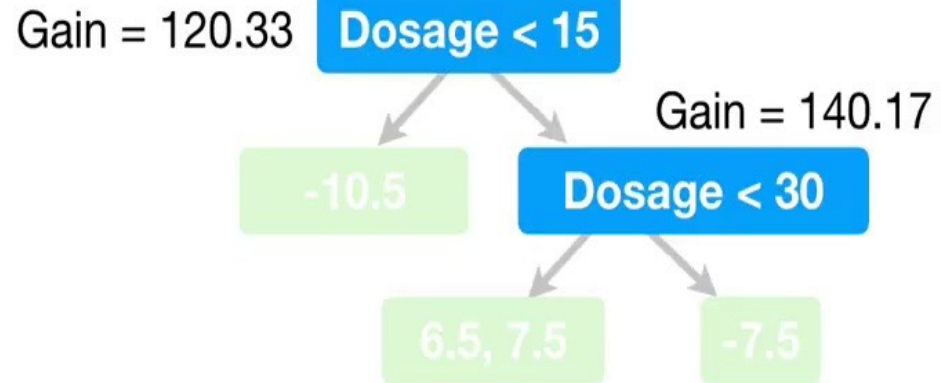 Gain = 120.33 Dosage < 15
Gain = 140.17
-10.5 Dosage < 30
6.5, 7.5 -7.5